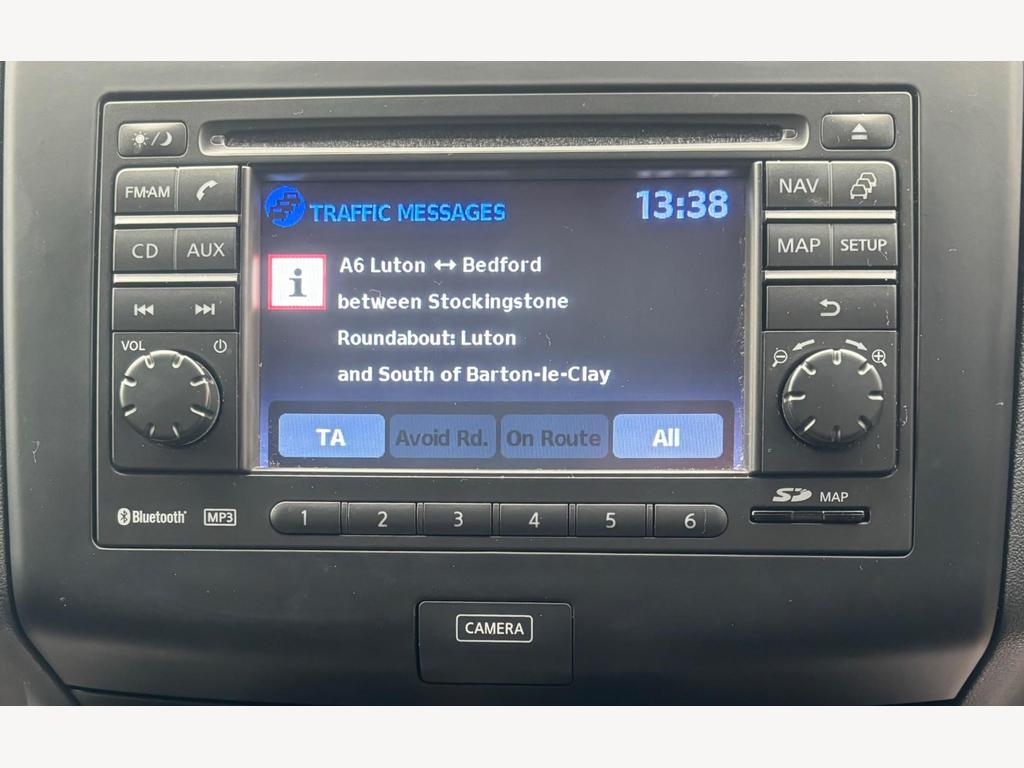 FM•AM
CD AUX
VOL
TRAFFIC MESSAGES 13:38
i
A6 Luton ↔ Bedford
between Stockingstone
Roundabout: Luton
and South of Barton-le-Clay
TA Avoid Rd. On Route All
NAV
MAP SETUP
Bluetooth® MP3
1 2 3 4 5 6
SD MAP
CAMERA